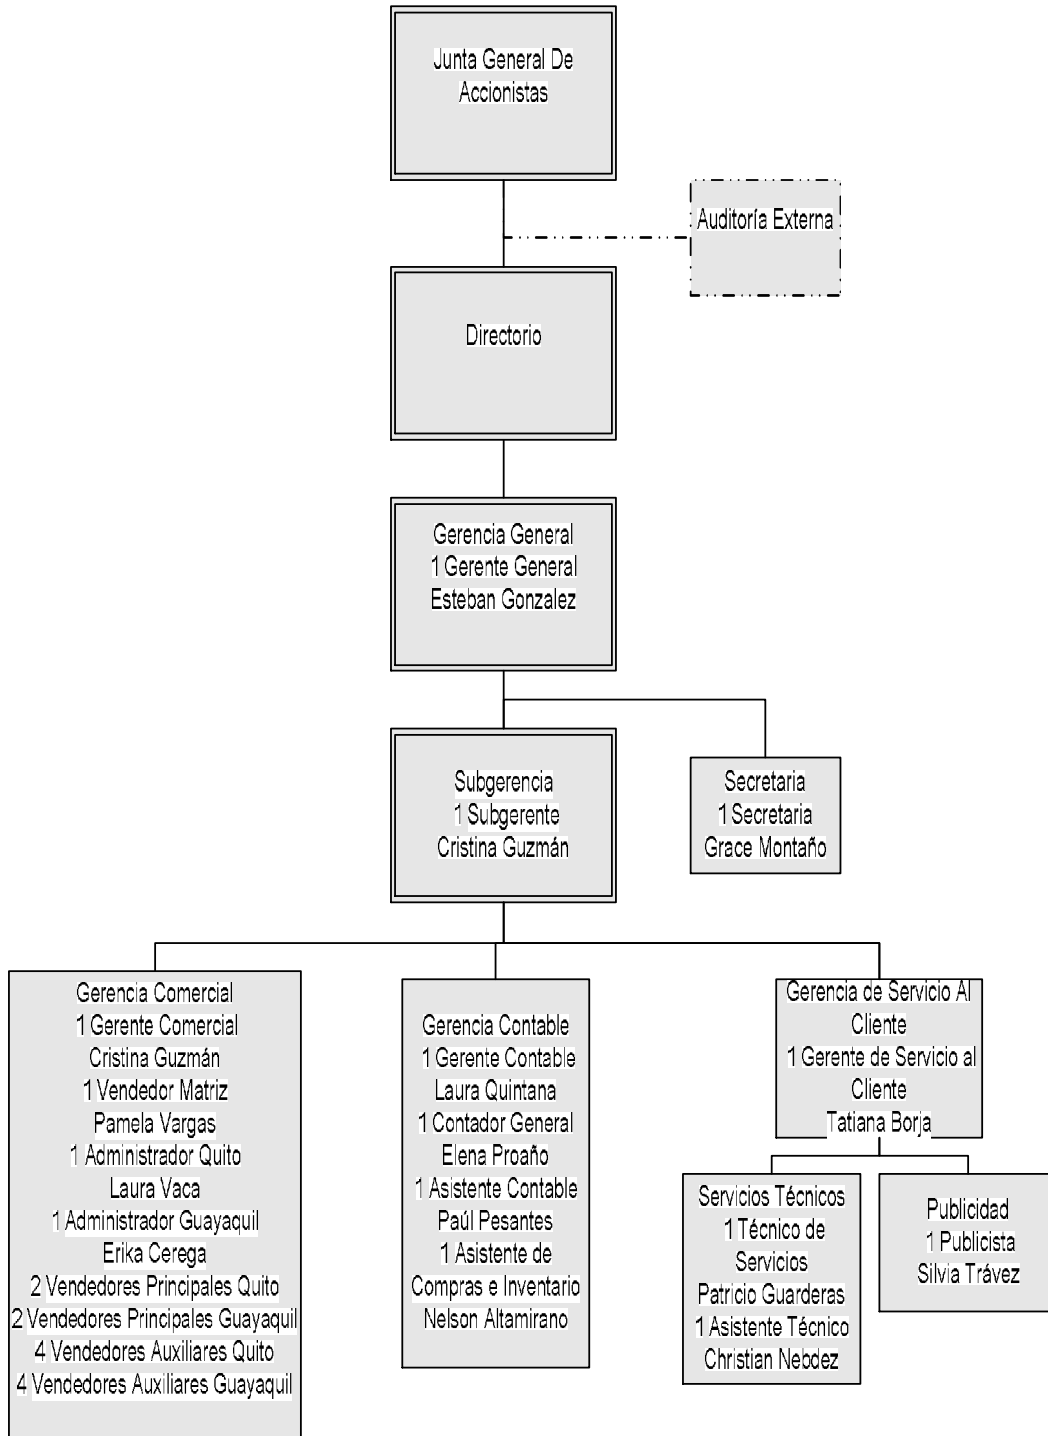 Junta General De
Accionistas
Auditoría Externa
Directorio
Gerencia General
1 Gerente General
Esteban Gonzalez
Subgerencia
1 Subgerente
Cristina Guzmán
Secretaria
1 Secretaria
Grace Montaño
Gerencia Comercial
1 Gerente Comercial
Cristina Guzmán
1 Vendedor Matriz
Pamela Vargas
1 Administrador Quito
Laura Vaca
1 Administrador Guayaquil
Erika Cerega
2 Vendedores Principales Quito
2 Vendedores Principales Guayaquil
4 Vendedores Auxiliares Quito
4 Vendedores Auxiliares Guayaquil
Gerencia Contable
1 Gerente Contable
Laura Quintana
1 Contador General
Elena Proaño
1 Asistente Contable
Paúl Pesantes
1 Asistente de
Compras e Inventario
Nelson Altamirano
Gerencia de Servicio Al
Cliente
1 Gerente de Servicio al
Cliente
Tatiana Borja
Servicios Técnicos
1 Técnico de
Servicios
Patricio Guarderas
1 Asistente Técnico
Christian Nebdez
Publicidad
1 Publicista
Silvia Trávez